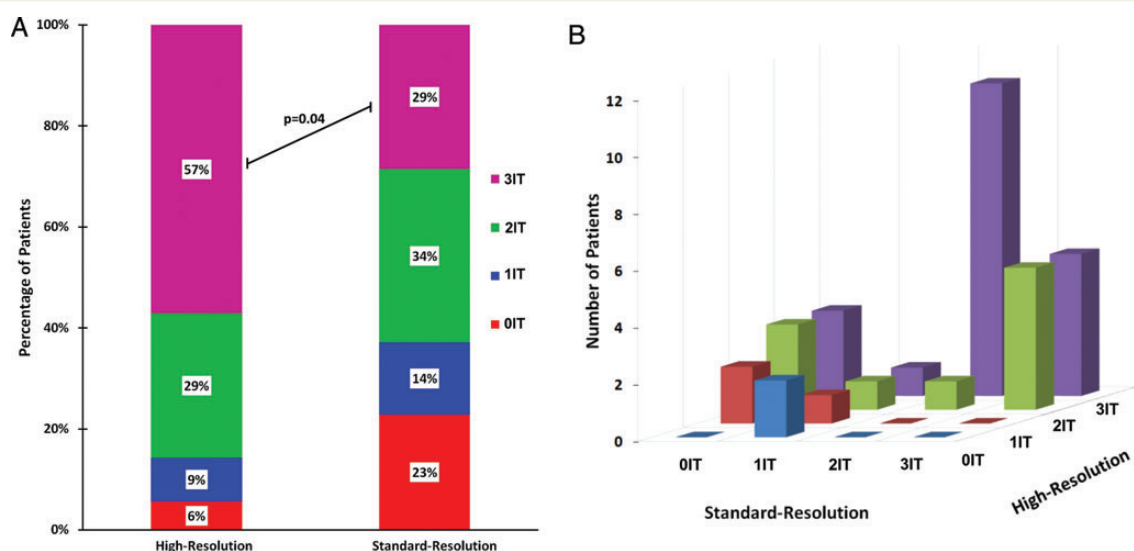 A
100%
80%
60%
40%
20%
0%
Percentage of Patients
57%
29%
9%
6%
p=0.04
29%
34%
14%
23%
High-Resolution
Standard-Resolution
3IT
2IT
1IT
0IT
B
12
10
8
6
4
2
0
Number of Patients
0IT
1IT
2IT
3IT
Standard-Resolution
0IT
1IT
2IT
3IT
High-Resolution